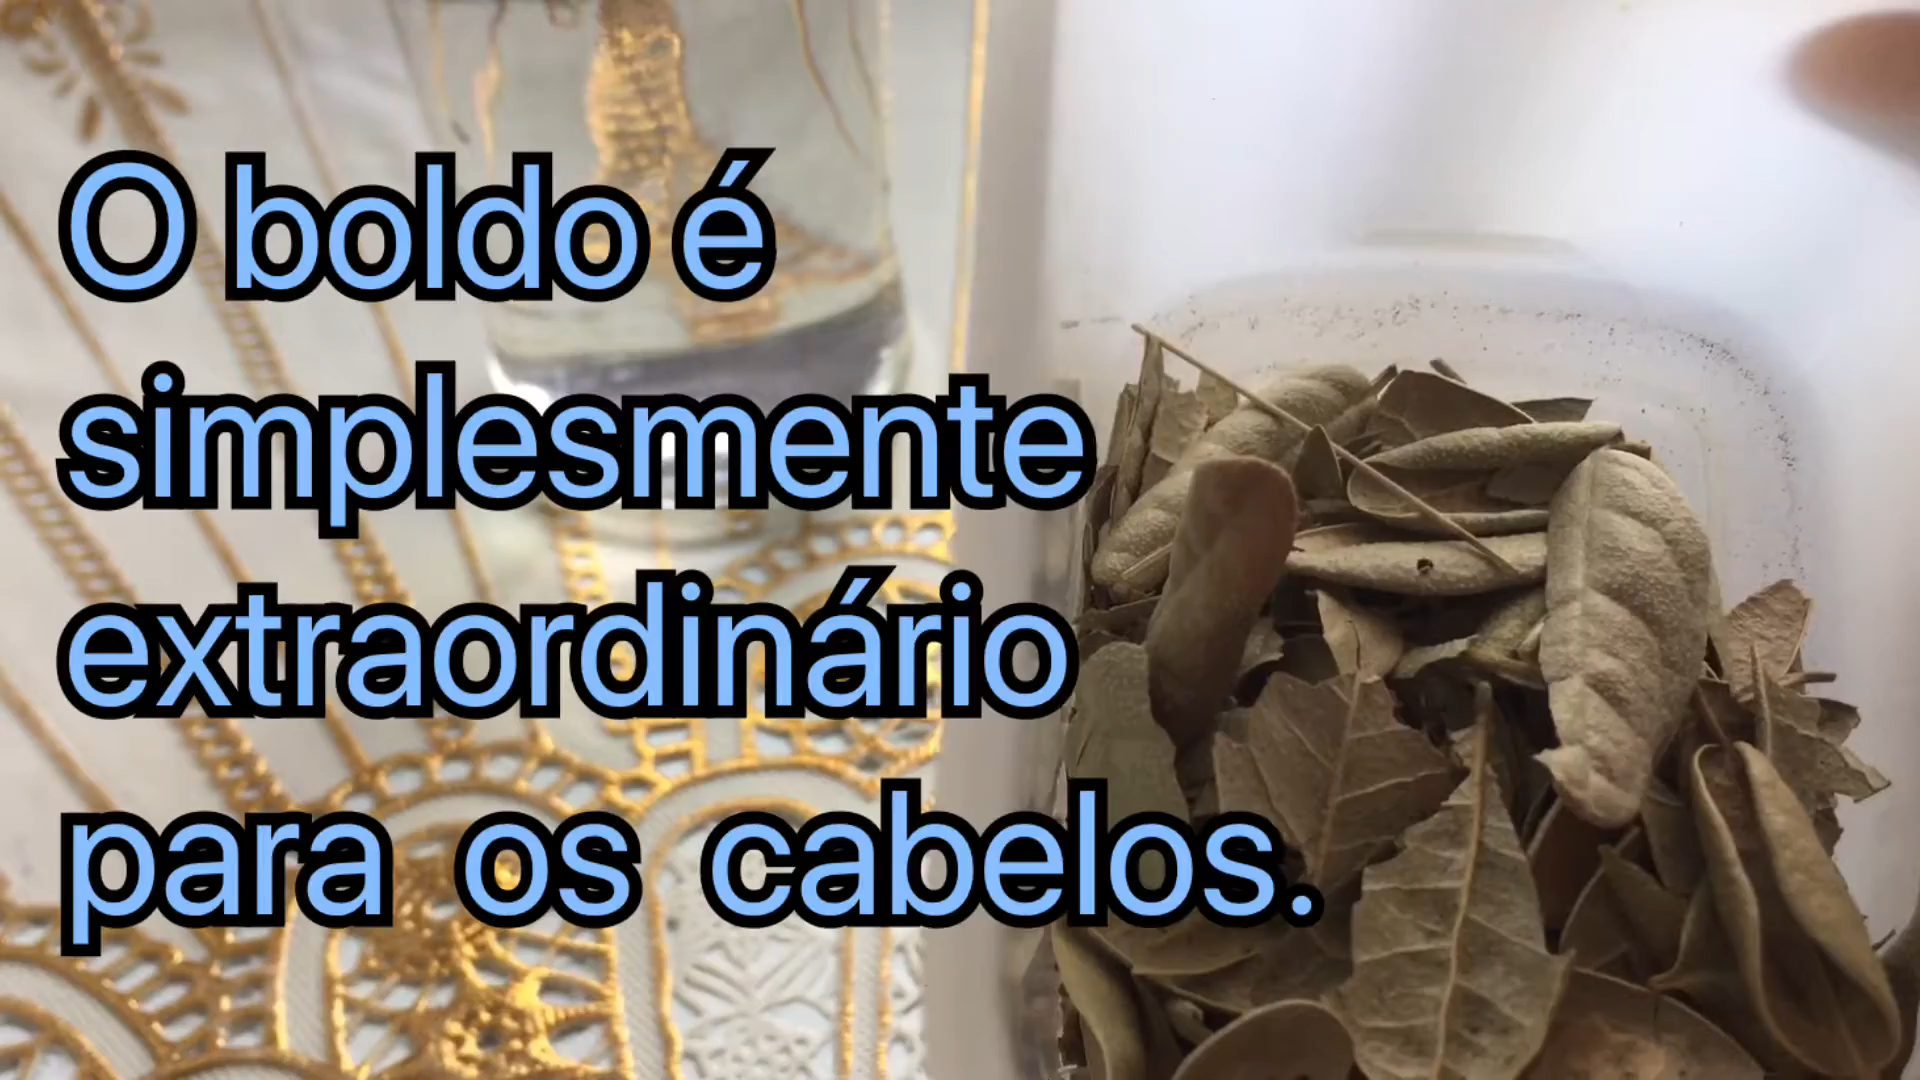 O boldo é
simplesmente
extraordinário
para os cabelos.